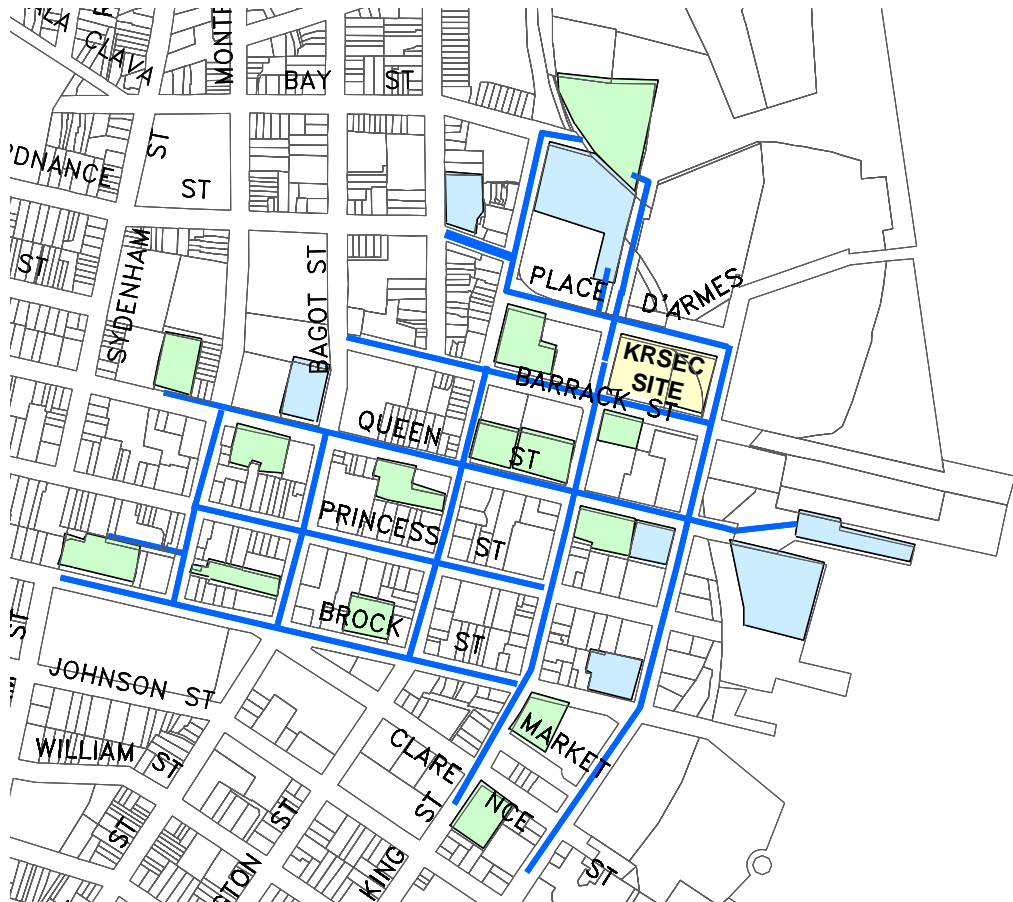 CLAVA
BAY ST
ST
ST
ST
SYDENHAM
BAGOT ST
PLACE D'ARMES
KRSEC
SITE
BARRACK ST
QUEEN
ST
PRINCESS
ST
BROCK
ST
ST
JOHNSON ST
WILLIAM ST
CLARE
NCE
ST
MARKET
ST
ST
ST
KING